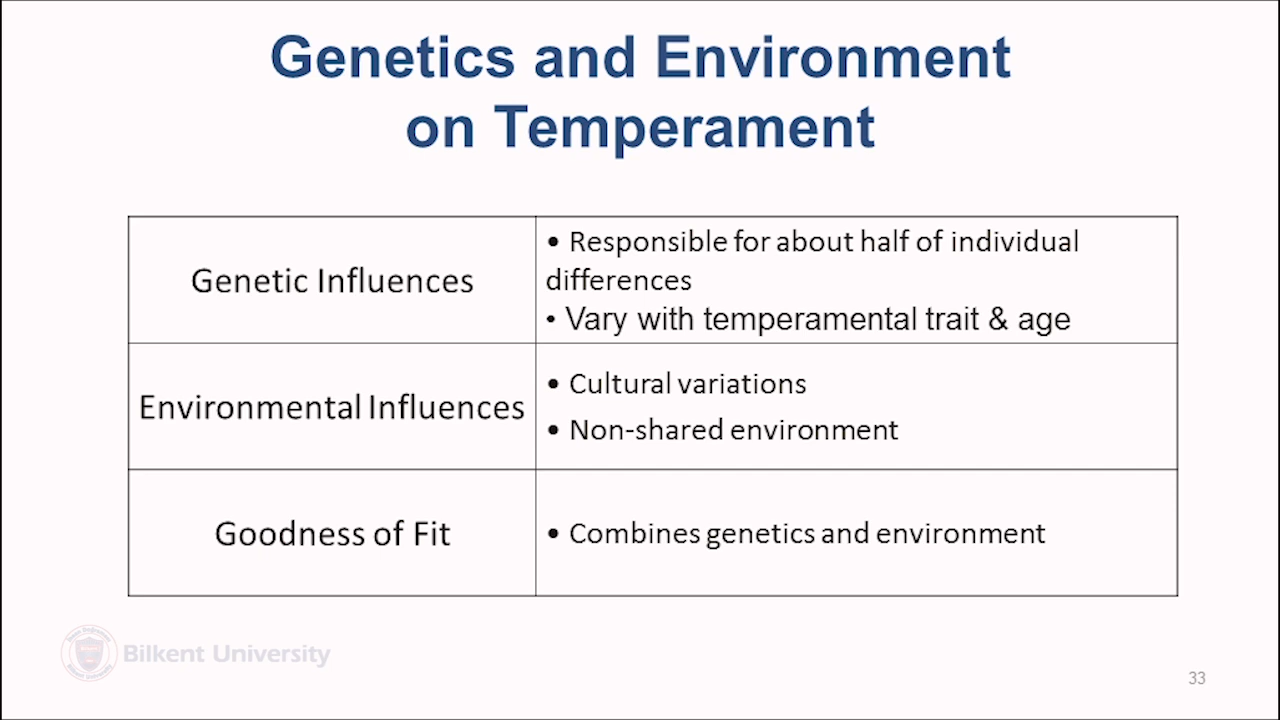 Genetics and Environment
on Temperament
Genetic Influences
• Responsible for about half of individual
differences
• Vary with temperamental trait & age
Environmental Influences
• Cultural variations
• Non-shared environment
Goodness of Fit
• Combines genetics and environment
Bilkent University
33